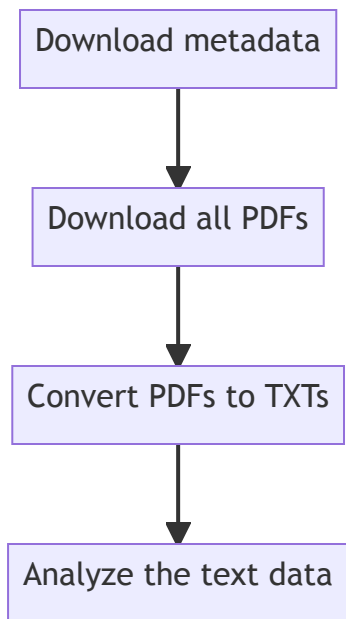 Download metadata
Download all PDFs
Convert PDFs to TXTs
Analyze the text data